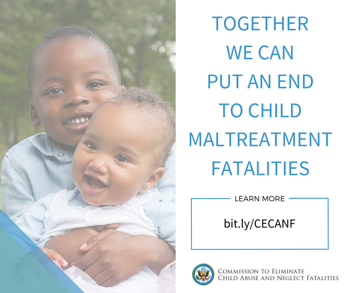 TOGETHER
WE CAN
PUT AN END
TO CHILD
MALTREATMENT
FATALITIES
LEARN MORE
bit.ly/CECANF
COMMISSION TO ELIMINATE
CHILD ABUSE AND NEGLECT FATALITIES